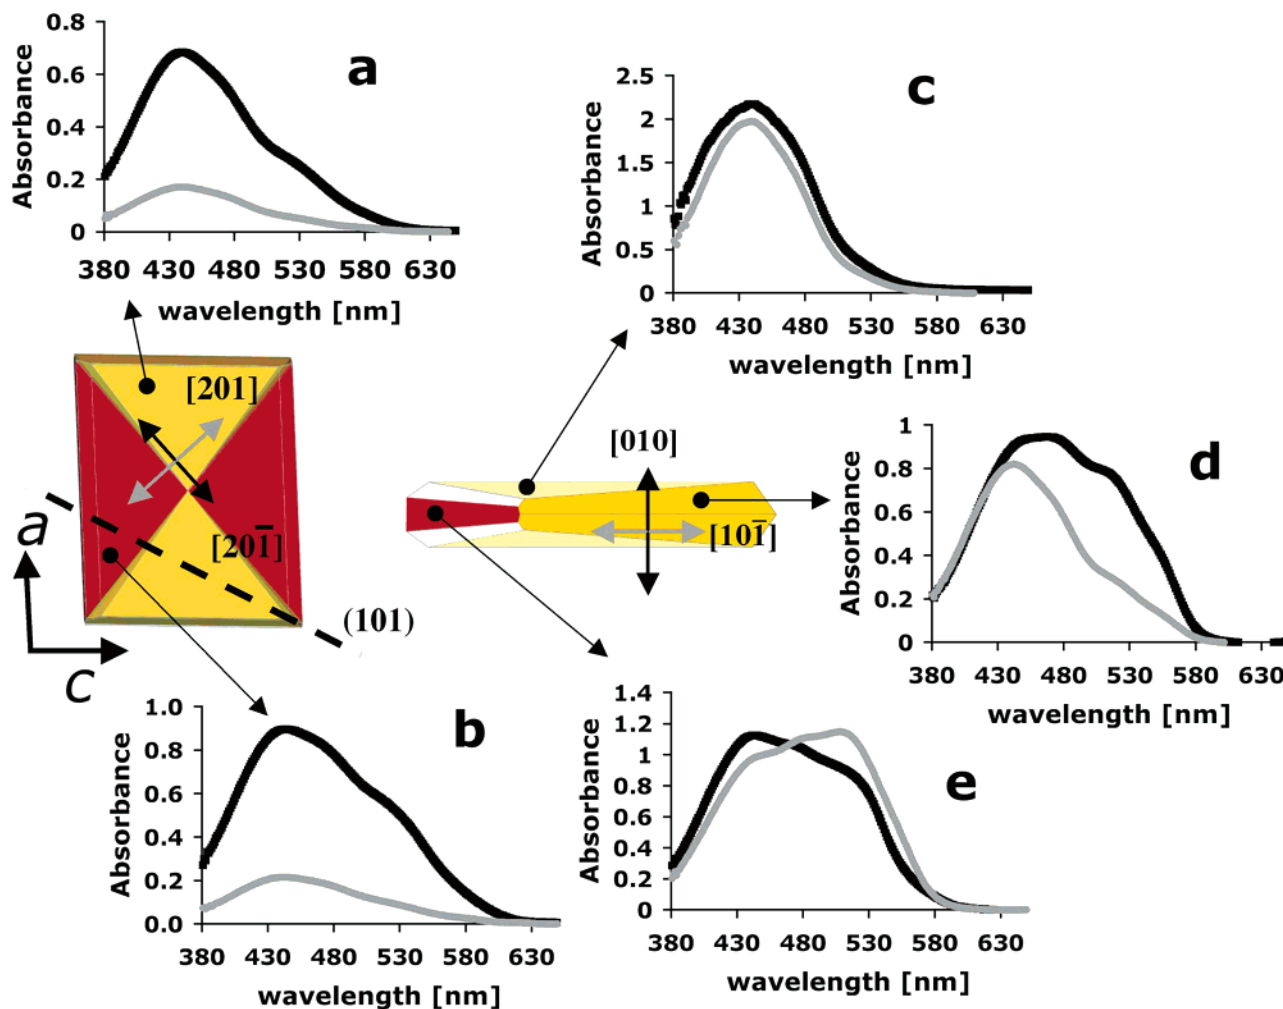 a
0.8
0.6
0.4
0.2
0
Absorbance
380 430 480 530 580 630
wavelength [nm]
c
2.5
2
1.5
1
0.5
0
Absorbance
380 430 480 530 580 630
wavelength [nm]
[201]
[201̄]
(101)
a
c
[010]
[101̄]
d
1
0.8
0.6
0.4
0.2
0
Absorbance
380 430 480 530 580 630
wavelength [nm]
b
1.0
0.8
0.6
0.4
0.2
0.0
Absorbance
380 430 480 530 580 630
wavelength [nm]
e
1.4
1.2
1
0.8
0.6
0.4
0.2
0
Absorbance
380 430 480 530 580 630
wavelength [nm]